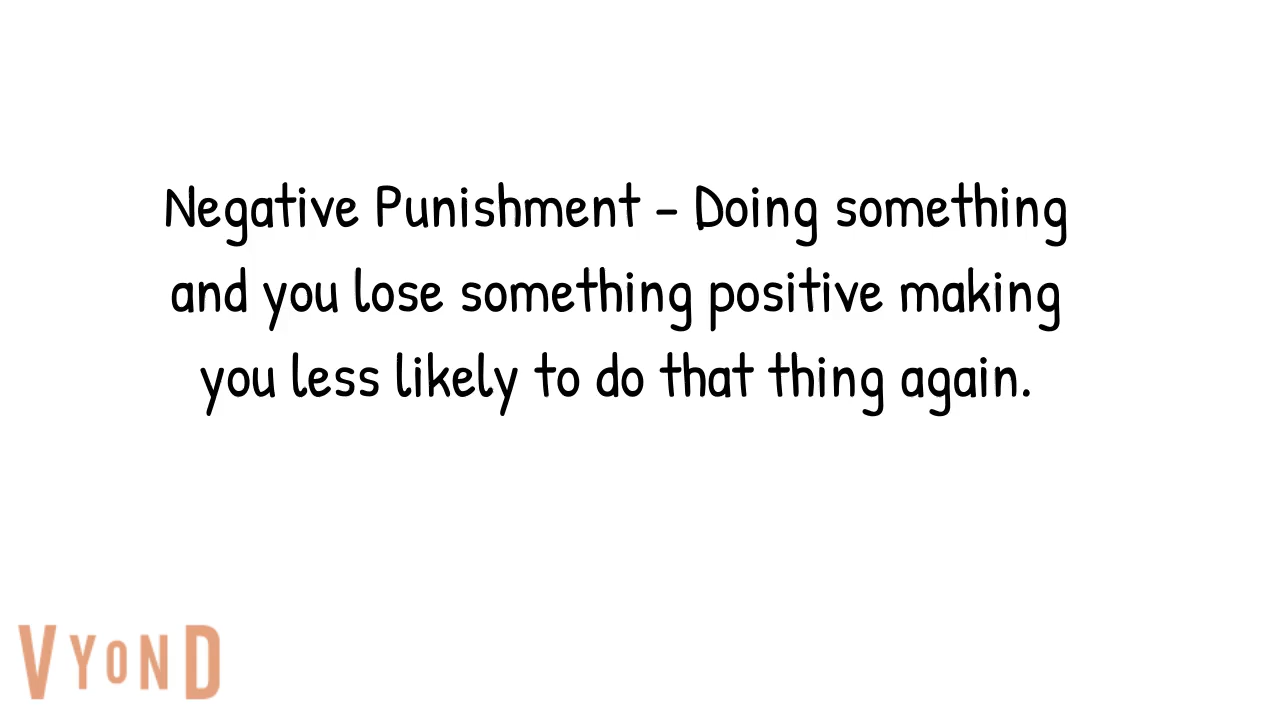 Negative Punishment - Doing something
and you lose something positive making
you less likely to do that thing again.
VYOND